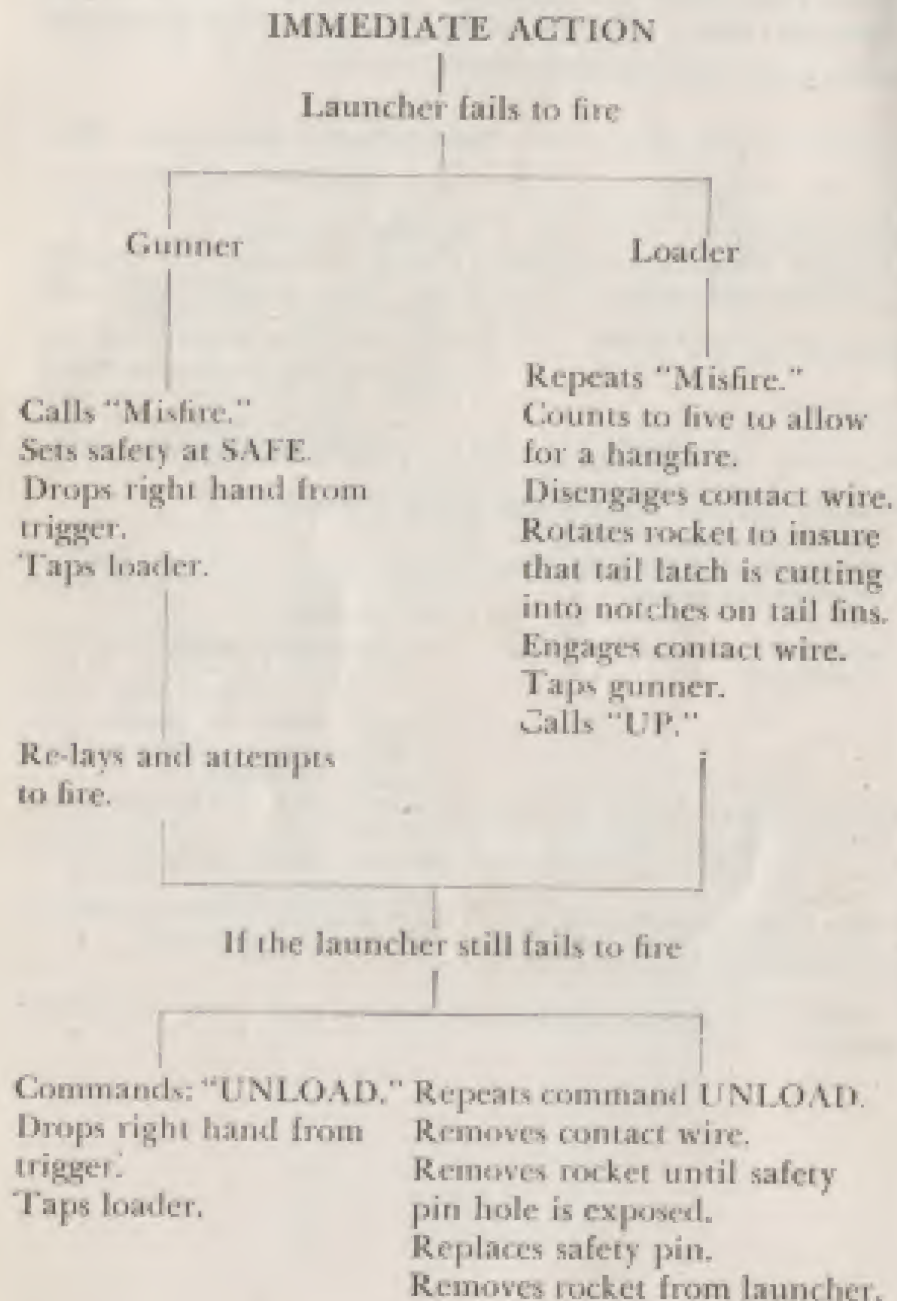 IMMEDIATE ACTION
Launcher fails to fire
Gunner
Calls "Misfire."
Sets safety at SAFE.
Drops right hand from
trigger.
Taps loader.
Re-lays and attempts
to fire.
Loader
Repeats "Misfire."
Counts to five to allow
for a hangfire.
Disengages contact wire.
Rotates rocket to insure
that tail latch is cutting
into notches on tail fins.
Engages contact wire.
Taps gunner.
Calls "UP."
If the launcher still fails to fire
Commands: "UNLOAD."
Drops right hand from
trigger.
Taps loader.
Repeats command UNLOAD.
Removes contact wire.
Removes rocket until safety
pin hole is exposed.
Replaces safety pin.
Removes rocket from launcher.